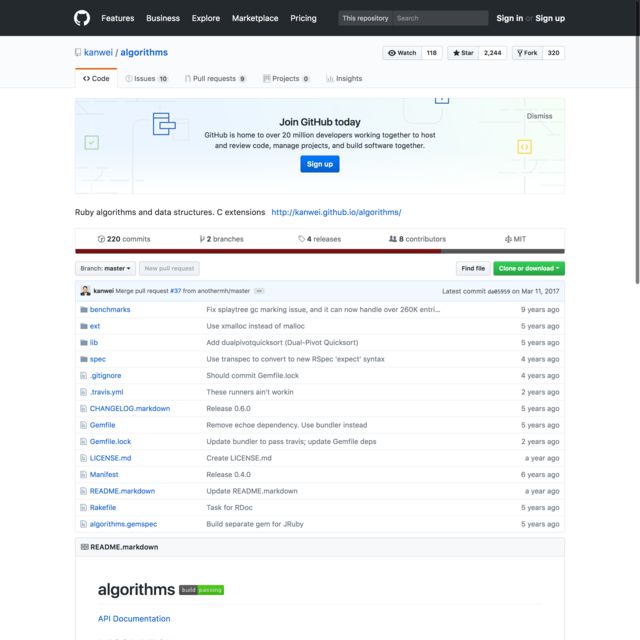 Features Business Explore Marketplace Pricing This repository Search Sign in or Sign up
kanwei / algorithms Watch 118 Star 2,244 Fork 320
Code Issues 10 Pull requests 9 Projects 0 Insights
Join GitHub today
Dismiss
GitHub is home to over 20 million developers working together to host
and review code, manage projects, and build software together.
Sign up
Ruby algorithms and data structures. C extensions http://kanwei.github.io/algorithms/
220 commits 2 branches 4 releases 8 contributors MIT
Branch: master New pull request Find file Clone or download
kanwei Merge pull request #37 from anothermh/master Latest commit da05959 on Mar 11, 2017
benchmarks Fix splaytree gc marking issue, and it can now handle over 260K entri... 9 years ago
ext Use xmalloc instead of malloc 5 years ago
lib Add dualpivotquicksort (Dual-Pivot Quicksort) 5 years ago
spec Use transpec to convert to new RSpec 'expect' syntax 4 years ago
.gitignore Should commit Gemfile.lock 4 years ago
.travis.yml These runners ain't workin 2 years ago
CHANGELOG.markdown Release 0.6.0 5 years ago
Gemfile Remove echoe dependency. Use bundler instead 5 years ago
Gemfile.lock Update bundler to pass travis; update Gemfile deps 2 years ago
LICENSE.md Create LICENSE.md a year ago
Manifest Release 0.4.0 6 years ago
README.markdown Update README.markdown a year ago
Rakefile Task for RDoc 5 years ago
algorithms.gemspec Build separate gem for JRuby 5 years ago
README.markdown
algorithms build passing
API Documentation